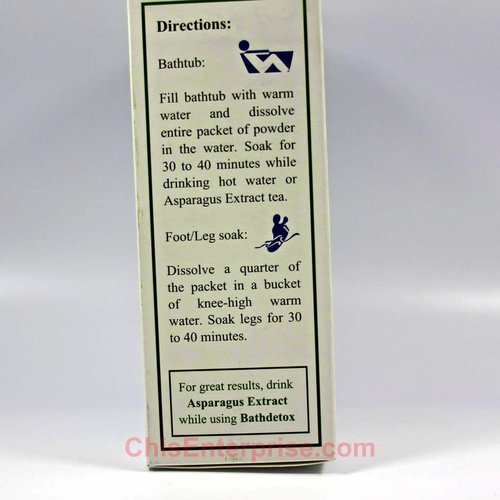 Directions:
Bathtub:
Fill bathtub with warm
water and dissolve
entire packet of powder
in the water. Soak for
30 to 40 minutes while
drinking hot water or
Asparagus Extract tea.
Foot/Leg soak:
Dissolve a quarter of
the packet in a bucket
of knee-high warm
water. Soak legs for 30
to 40 minutes.
For great results, drink
Asparagus Extract
while using Bathdetox
ChisEnterprise.com